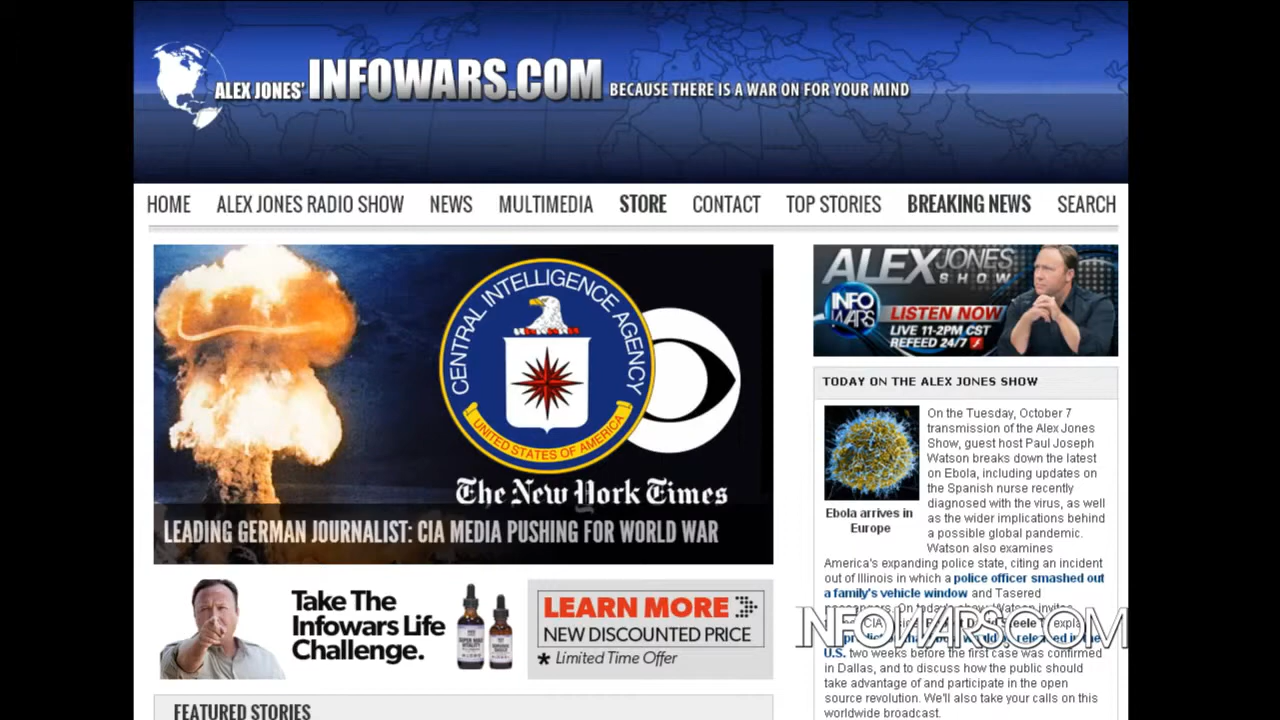 ALEX JONES' INFOWARS.COM BECAUSE THERE IS A WAR ON FOR YOUR MIND
HOME ALEX JONES RADIO SHOW NEWS MULTIMEDIA STORE CONTACT TOP STORIES BREAKING NEWS SEARCH
CENTRAL INTELLIGENCE AGENCY
UNITED STATES OF AMERICA
The New York Times
LEADING GERMAN JOURNALIST: CIA MEDIA PUSHING FOR WORLD WAR
Take The
Infowars Life
Challenge.
LEARN MORE
NEW DISCOUNTED PRICE
* Limited Time Offer
FEATURED STORIES
ALEX JONES
SHOW
INFO
WARS
LISTEN NOW
LIVE 11-2PM CST
REFEED 24/7
TODAY ON THE ALEX JONES SHOW
Ebola arrives in
Europe
On the Tuesday, October 7
transmission of the Alex Jones
Show, guest host Paul Joseph
Watson breaks down the latest
on Ebola, including updates on
the Spanish nurse recently
diagnosed with the virus, as well
as the wider implications behind
a possible global pandemic.
Watson also examines
America's expanding police state, citing an incident
out of Illinois in which a police officer smashed out
a family's vehicle window and Tasered
INFOWARS.COM
U.S. two weeks before the first case was confirmed
in Dallas, and to discuss how the public should
take advantage of and participate in the open
source revolution. We'll also take your calls on this
worldwide broadcast.